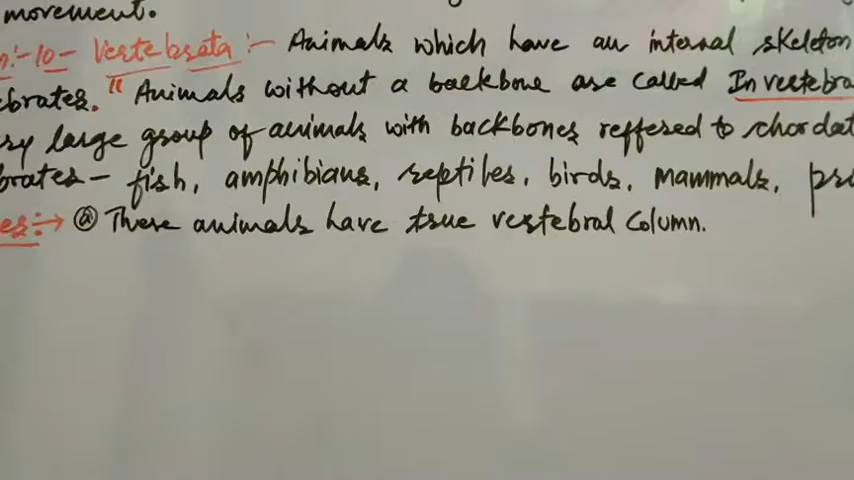 movement.
n:-10- Vertebrata :- Animals which have an internal skeleton
ebrates. " Animals without a backbone are called Invertebra
ry large group of animals with backbones reffered to chordat
brates - fish, amphibians, reptiles, birds, mammals, pri
es:→ ⓐ These animals have true vertebral column.